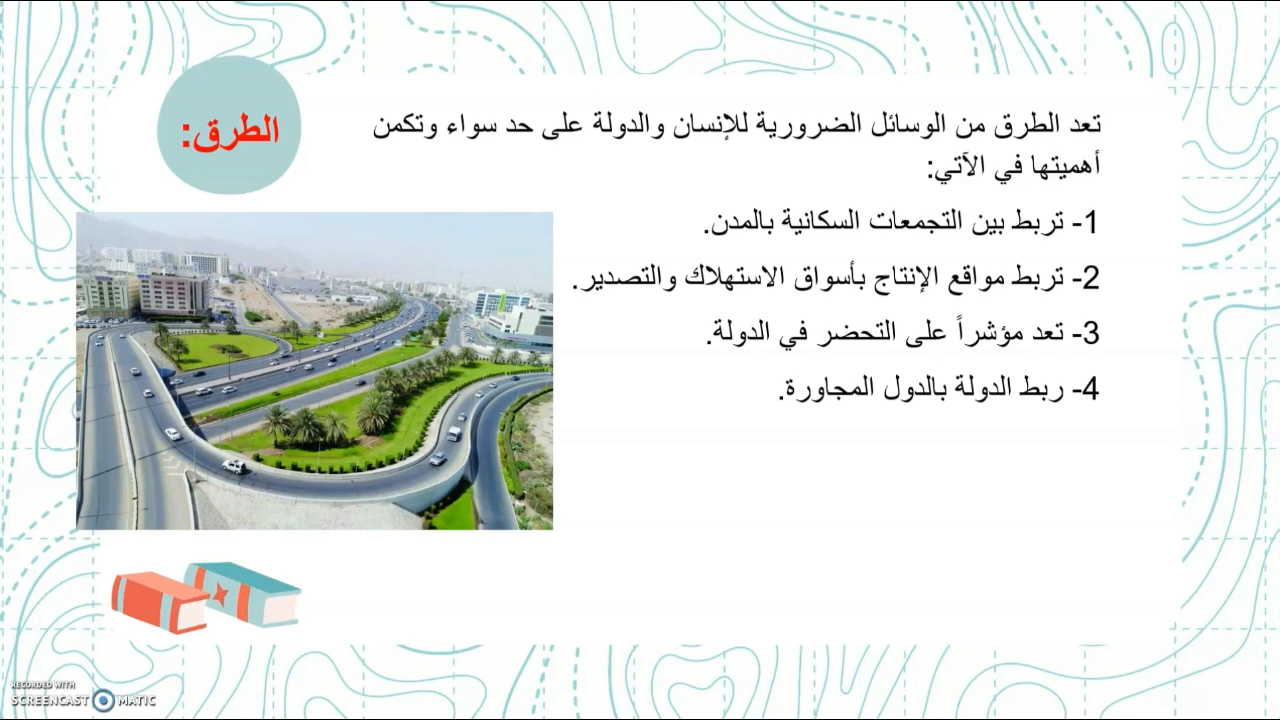 الطرق:
تعد الطرق من الوسائل الضرورية للإنسان والدولة على حد سواء وتكمن
أهميتها في الآتي:
1- تربط بين التجمعات السكانية بالمدن.
2- تربط مواقع الإنتاج بأسواق الاستهلاك والتصدير.
3- تعد مؤشراً على التحضر في الدولة.
4- ربط الدولة بالدول المجاورة.
RECORDED WITH
SCREENCAST MATIC